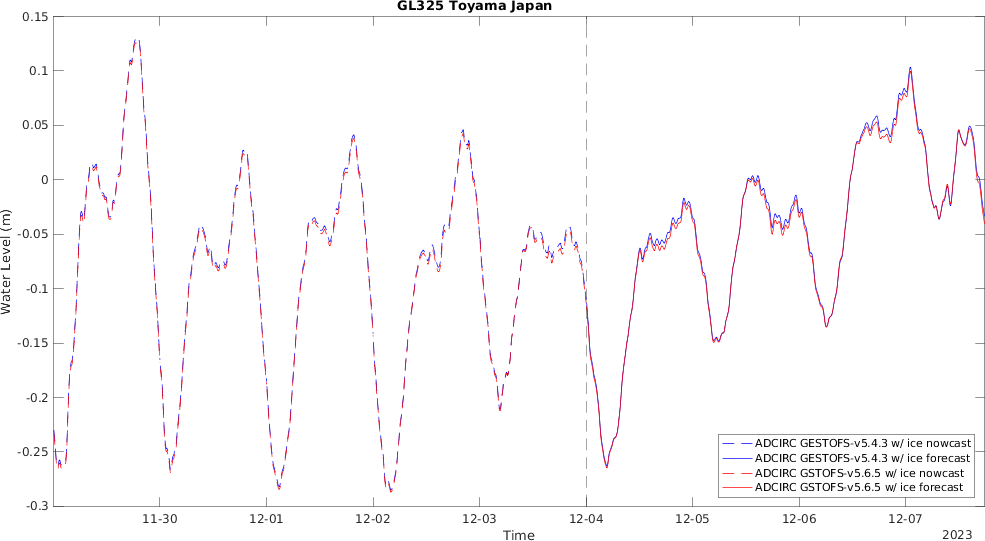 GL325 Toyama Japan
0.15
0.1
0.05
0
-0.05
-0.1
-0.15
-0.2
-0.25
-0.3
Water Level (m)
ADCIRC GESTOFS-v5.4.3 w/ ice nowcast
ADCIRC GESTOFS-v5.4.3 w/ ice forecast
ADCIRC GSTOFS-v5.6.5 w/ ice nowcast
ADCIRC GSTOFS-v5.6.5 w/ ice forecast
11-30 12-01 12-02 12-03 12-04 12-05 12-06 12-07
Time
2023